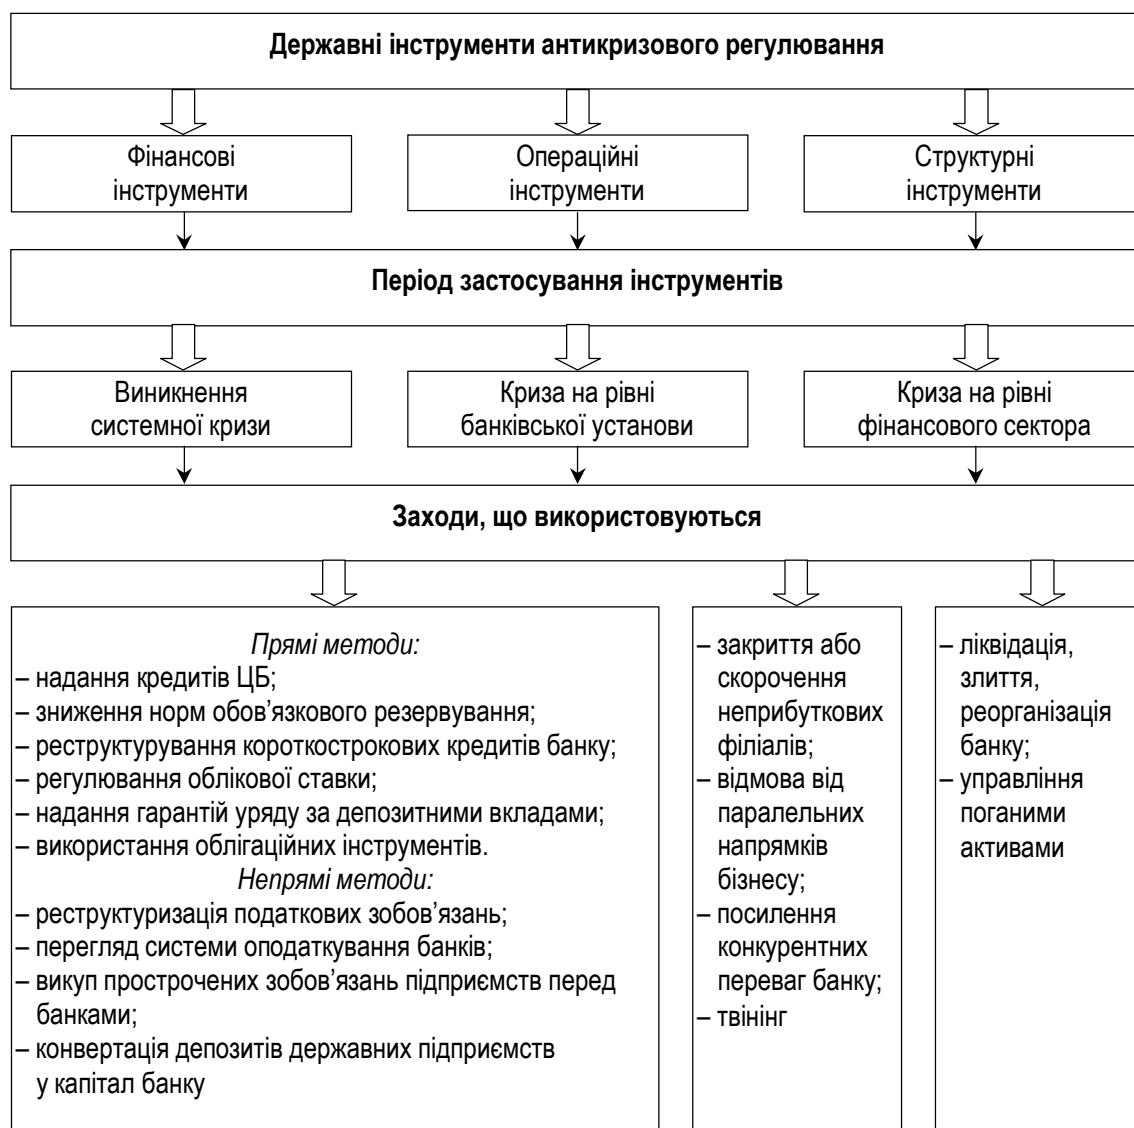 Державні інструменти антикризового регулювання
Фінансові
інструменти
Операційні
інструменти
Структурні
інструменти
Період застосування інструментів
Виникнення
системної кризи
Криза на рівні
банківської установи
Криза на рівні
фінансового сектора
Заходи, що використовуються
Прямі методи:
– надання кредитів ЦБ;
– зниження норм обов’язкового резервування;
– реструктурування короткострокових кредитів банку;
– регулювання облікової ставки;
– надання гарантій уряду за депозитними вкладами;
– використання облігаційних інструментів.
Непрямі методи:
– реструктуризація податкових зобов’язань;
– перегляд системи оподаткування банків;
– викуп прострочених зобов’язань підприємств перед
банками;
– конвертація депозитів державних підприємств
у капітал банку
– закриття або
скорочення
неприбуткових
філіалів;
– відмова від
паралельних
напрямків
бізнесу;
– посилення
конкурентних
переваг банку;
– твінінг
– ліквідація,
злиття,
реорганізація
банку;
– управління
поганими
активами